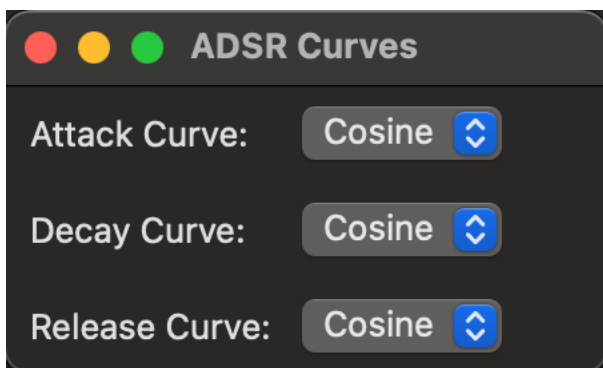 ADSR Curves
Attack Curve: Cosine
Decay Curve: Cosine
Release Curve: Cosine